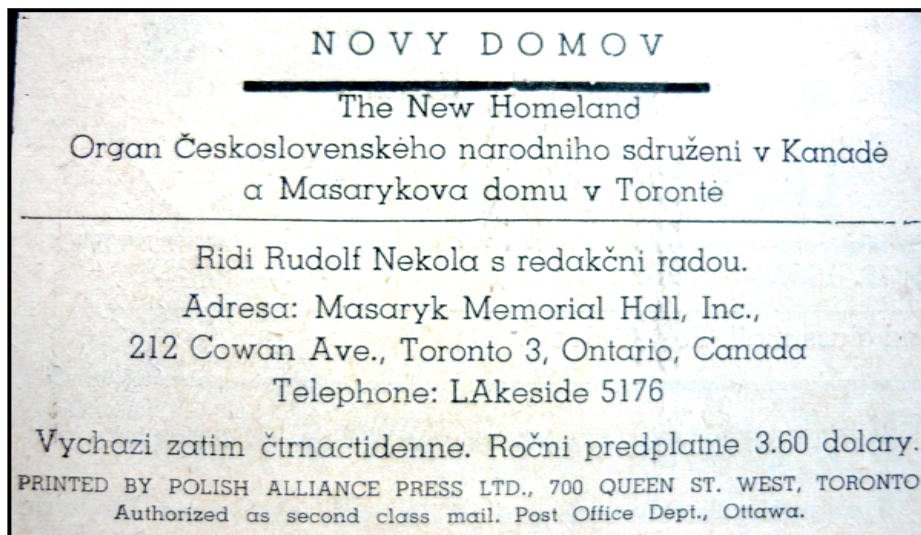 NOVY DOMOV
The New Homeland
Organ Československėho narodniho sdruženi v Kanadė
a Masarykova domu v Torontė
Ridi Rudolf Nekola s redakčni radou.
Adresa: Masaryk Memorial Hall, Inc.,
212 Cowan Ave., Toronto 3, Ontario, Canada
Telephone: LAkeside 5176
Vychazi zatim čtrnactidenne. Ročni predplatne 3.60 dolary.
PRINTED BY POLISH ALLIANCE PRESS LTD., 700 QUEEN ST. WEST, TORONTO
Authorized as second class mail. Post Office Dept., Ottawa.